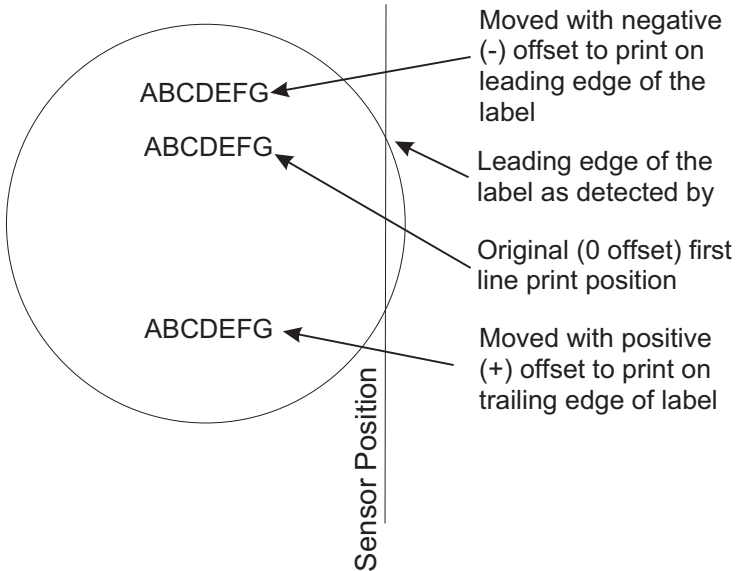 Moved with negative
(-) offset to print on
leading edge of the
label
ABCDEFG
ABCDEFG
Leading edge of the
label as detected by
Original (0 offset) first
line print position
ABCDEFG
Moved with positive
(+) offset to print on
trailing edge of label
Sensor Position